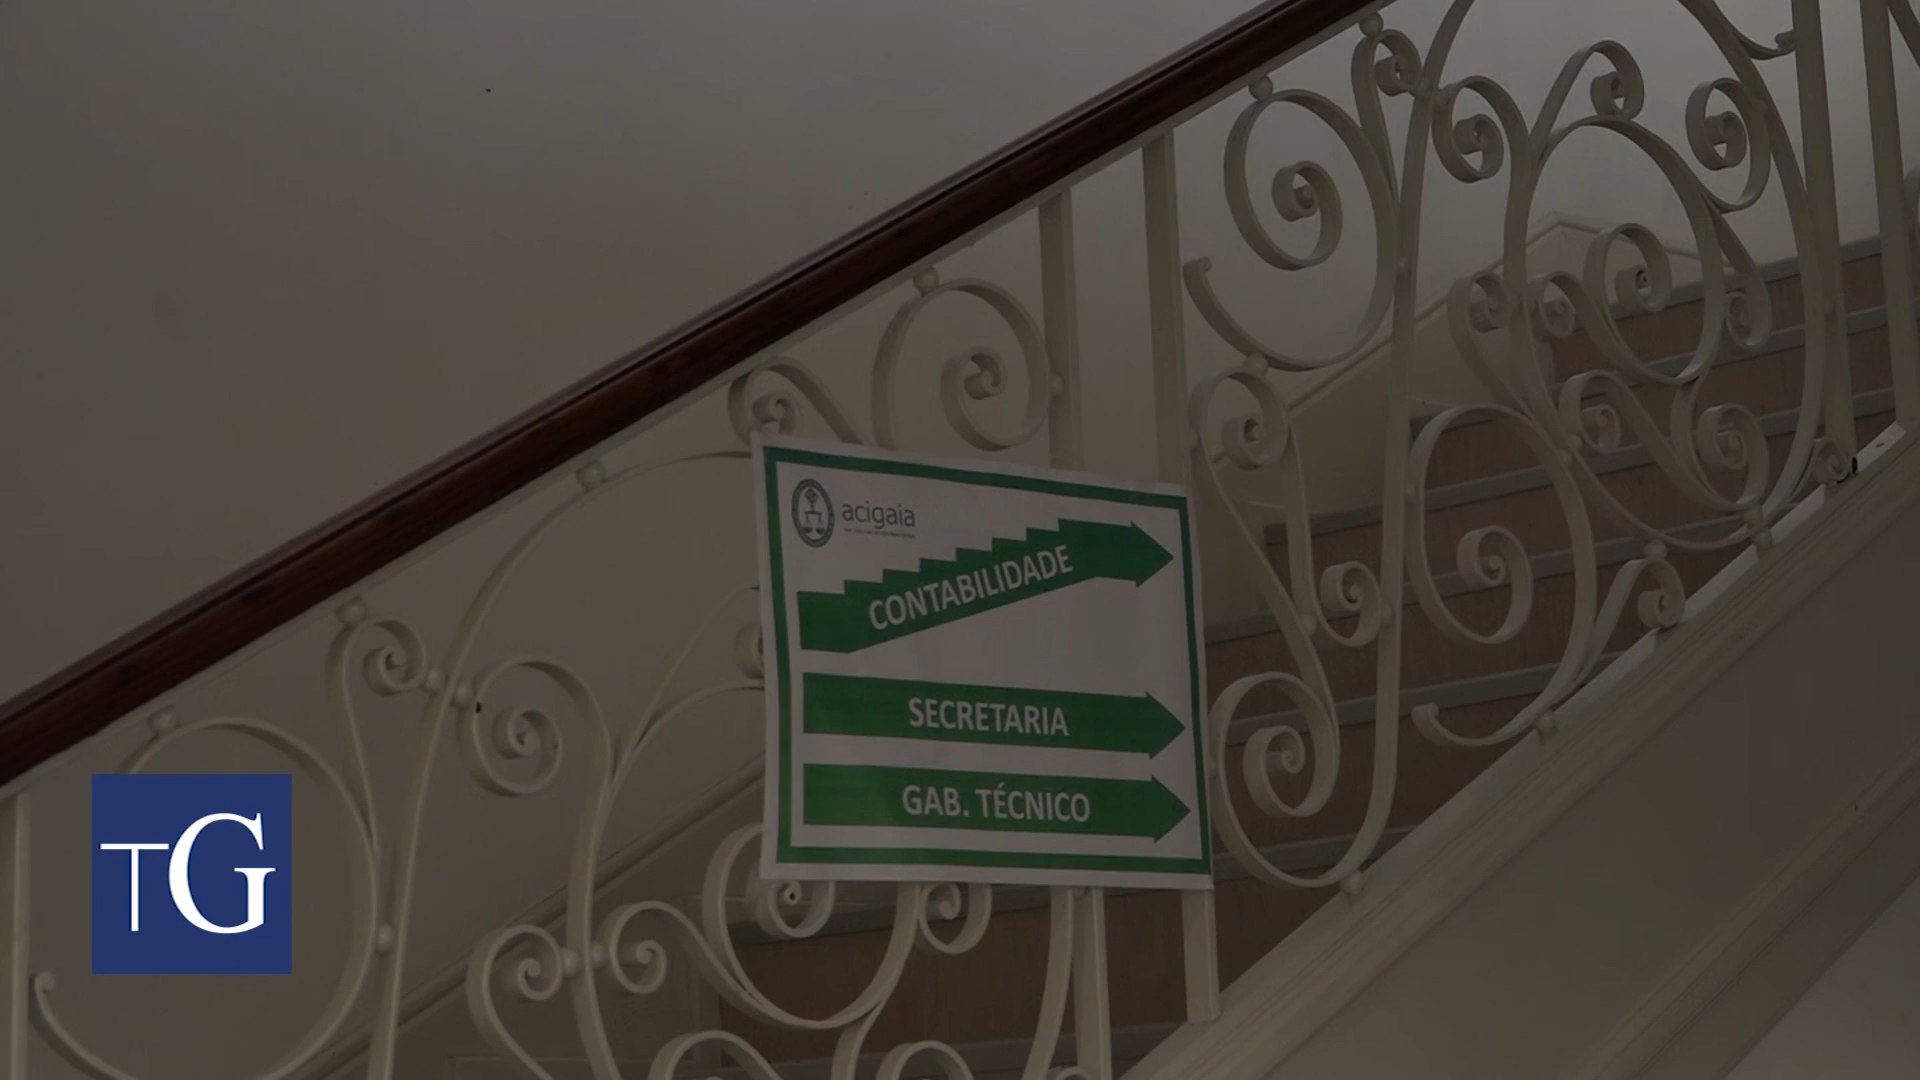 acigaia
CONTABILIDADE
SECRETARIA
GAB. TÉCNICO
TG